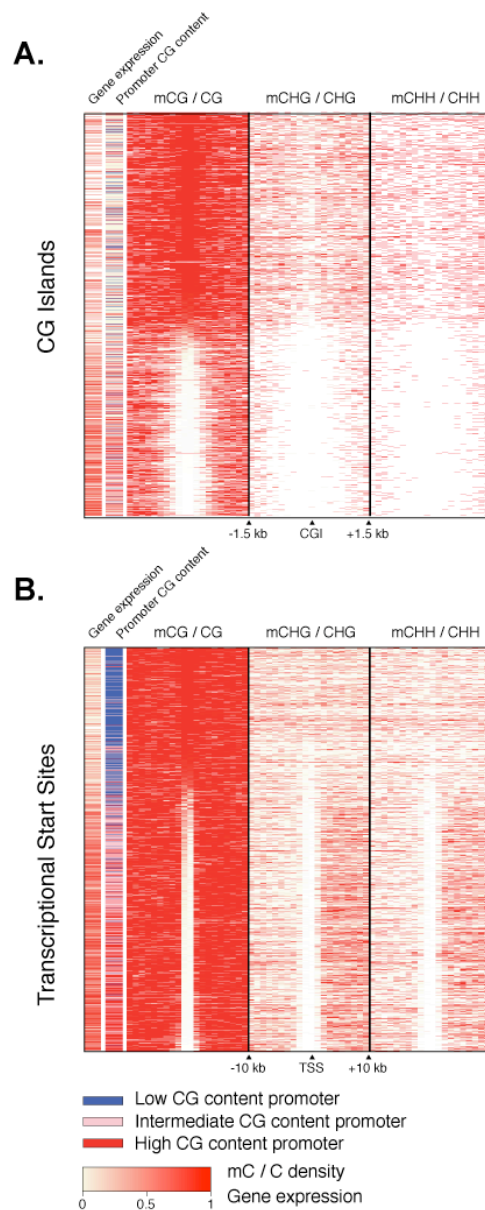 A.
Gene expression
Promoter CG content
mCG / CG mCHG / CHG mCHH / CHH
CG Islands
-1.5 kb CGI +1.5 kb
B.
Gene expression
Promoter CG content
mCG / CG mCHG / CHG mCHH / CHH
Transcriptional Start Sites
-10 kb TSS +10 kb
Low CG content promoter
Intermediate CG content promoter
High CG content promoter
mC / C density
0 0.5 1 Gene expression